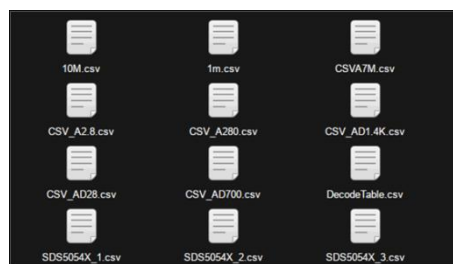 10M.csv 1m.csv CSVA7M.csv
CSV_A2.8.csv CSV_A280.csv CSV_AD1.4K.csv
CSV_AD28.csv CSV_AD700.csv DecodeTable.csv
SDS5054X_1.csv SDS5054X_2.csv SDS5054X_3.csv